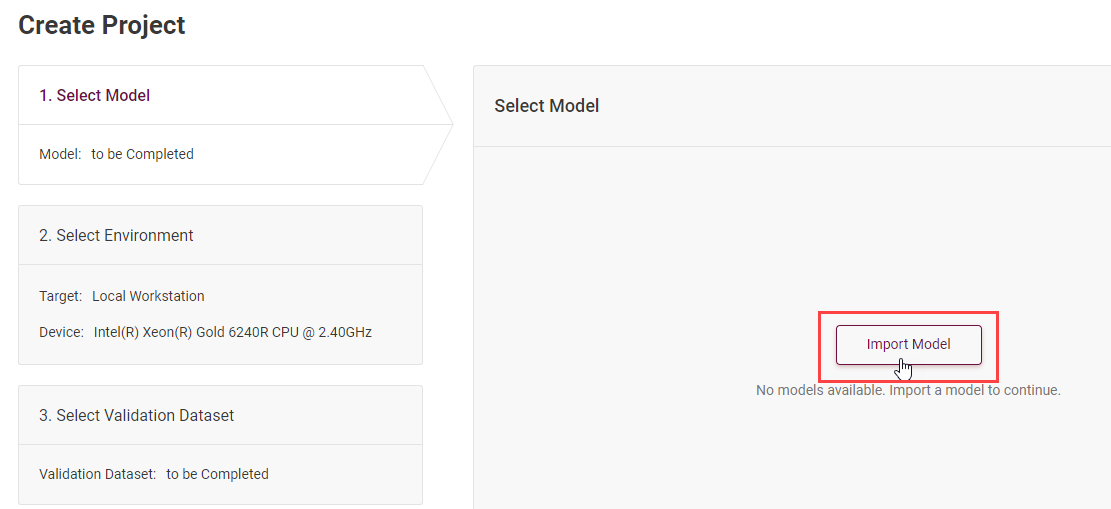 Create Project
1. Select Model
Model: to be Completed
2. Select Environment
Target: Local Workstation
Device: Intel(R) Xeon(R) Gold 6240R CPU @ 2.40GHz
3. Select Validation Dataset
Validation Dataset: to be Completed
Select Model
Import Model
No models available. Import a model to continue.